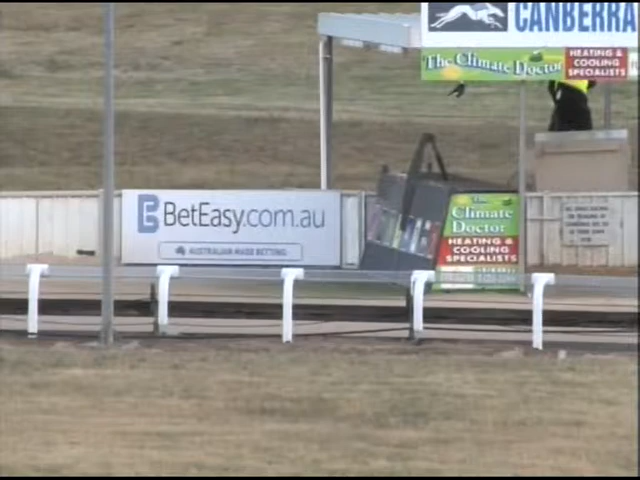 CANBERRA
The Climate Doctor
HEATING &
COOLING
SPECIALISTS
BetEasy.com.au
AUSTRALIAN MADE BETTING
The
Climate
Doctor
HEATING &
COOLING
SPECIALISTS